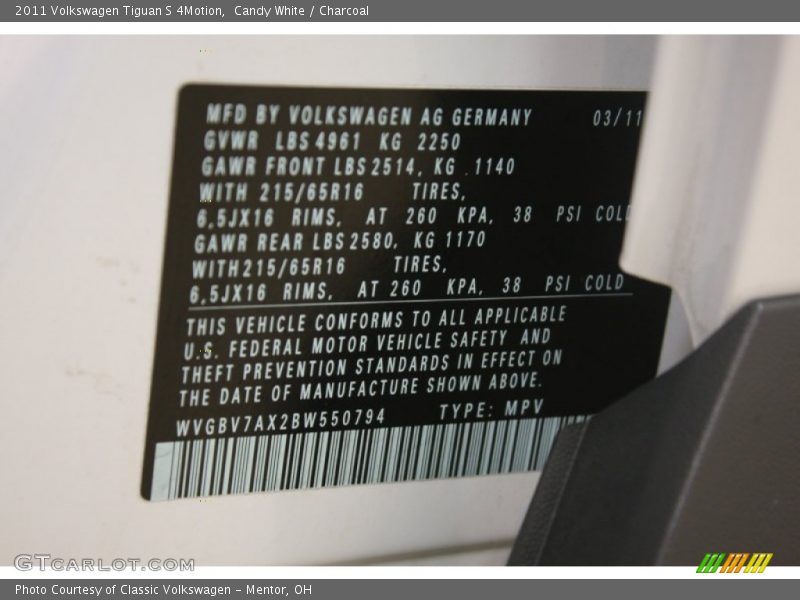 2011 Volkswagen Tiguan S 4Motion, Candy White / Charcoal
MFD BY VOLKSWAGEN AG GERMANY 03/11
GVWR LBS 4961 KG 2250
GAWR FRONT LBS 2514, KG 1140
WITH 215/65R16 TIRES,
6,5JX16 RIMS, AT 260 KPA, 38 PSI COLD
GAWR REAR LBS 2580, KG 1170
WITH 215/65R16 TIRES,
6,5JX16 RIMS, AT 260 KPA, 38 PSI COLD
THIS VEHICLE CONFORMS TO ALL APPLICABLE
U.S. FEDERAL MOTOR VEHICLE SAFETY AND
THEFT PREVENTION STANDARDS IN EFFECT ON
THE DATE OF MANUFACTURE SHOWN ABOVE.
WVGBV7AX2BW550794 TYPE: MPV
GTCARLOT.COM
Photo Courtesy of Classic Volkswagen - Mentor, OH